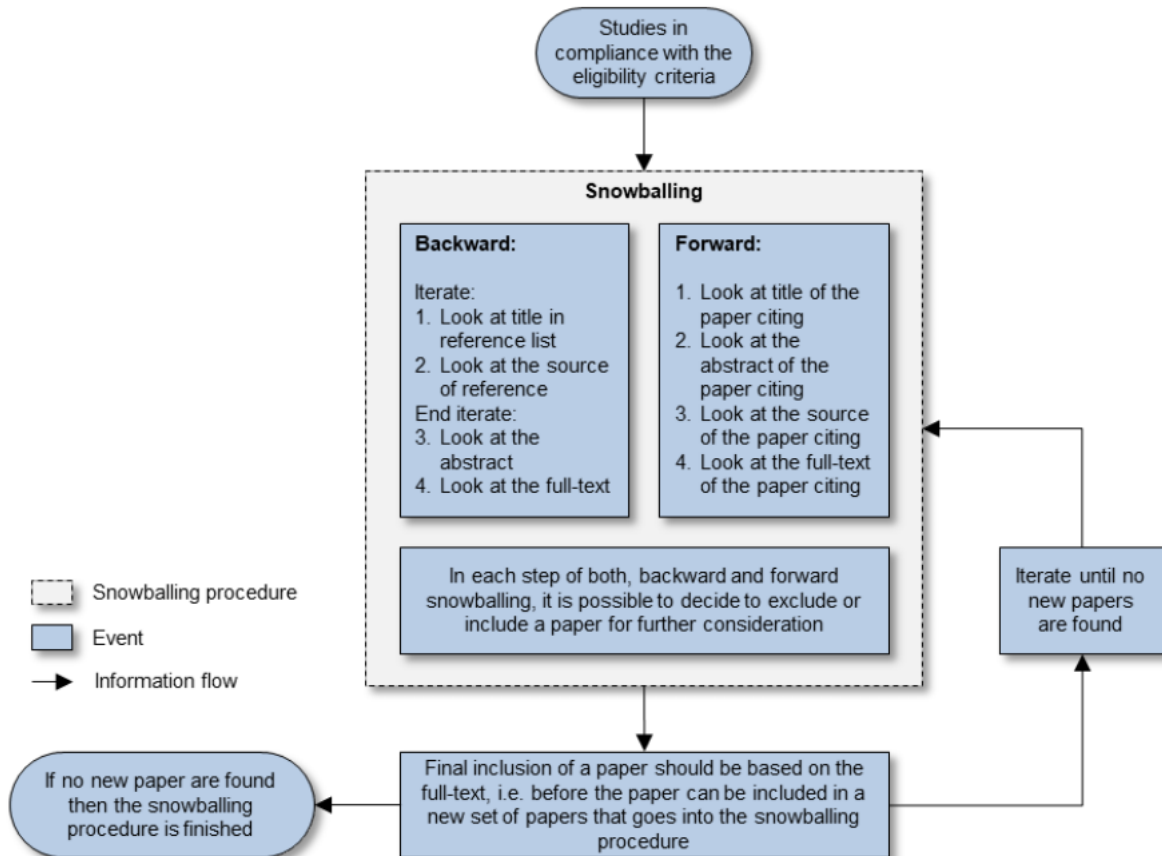 Studies in
compliance with the
eligibility criteria
Snowballing
Backward:
Iterate:
1. Look at title in
reference list
2. Look at the source
of reference
End iterate:
3. Look at the
abstract
4. Look at the full-text
Forward:
1. Look at title of the
paper citing
2. Look at the
abstract of the
paper citing
3. Look at the source
of the paper citing
4. Look at the full-text
of the paper citing
In each step of both, backward and forward
snowballing, it is possible to decide to exclude or
include a paper for further consideration
Iterate until no
new papers
are found
Snowballing procedure
Event
Information flow
If no new paper are found
then the snowballing
procedure is finished
Final inclusion of a paper should be based on the
full-text, i.e. before the paper can be included in a
new set of papers that goes into the snowballing
procedure